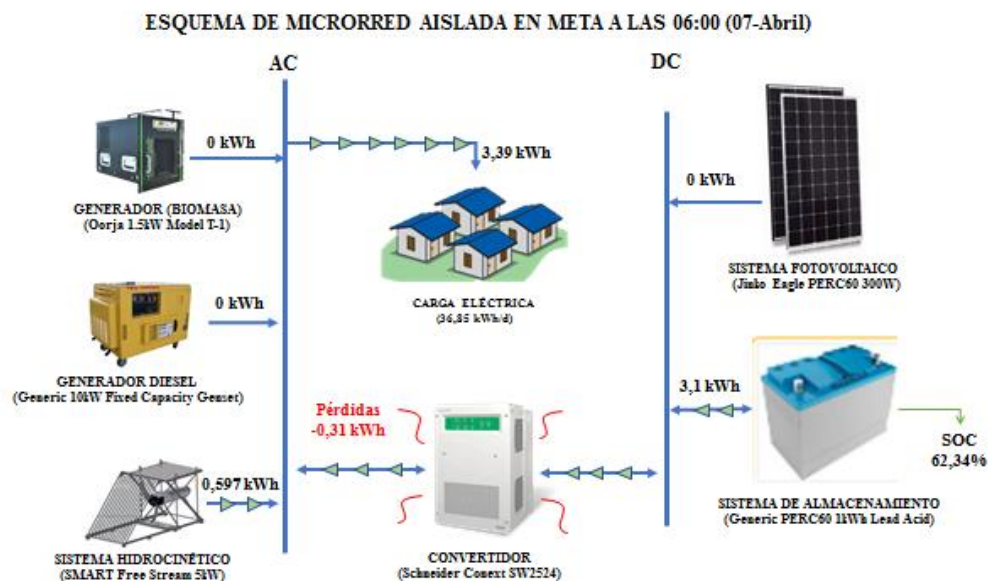 ESQUEMA DE MICRORRED AISLADA EN META A LAS 06:00 (07-Abril)
AC
DC
0 kWh
GENERADOR (BIOMASA)
(Oorja 1.5kW Model T-1)
3,39 kWh
CARGA ELÉCTRICA
(36,85 kWh/d)
0 kWh
SISTEMA FOTOVOLTAICO
(Jinko Eagle PERC60 300W)
0 kWh
GENERADOR DIESEL
(Generic 10kW Fixed Capacity Genset)
Pérdidas
-0,31 kWh
3,1 kWh
SOC
62,34%
SISTEMA DE ALMACENAMIENTO
(Generic PERC60 1kWh Lead Acid)
0,597 kWh
SISTEMA HIDROCINÉTICO
(SMART Free Stream 5kW)
CONVERTIDOR
(Schneider Conext SW2524)